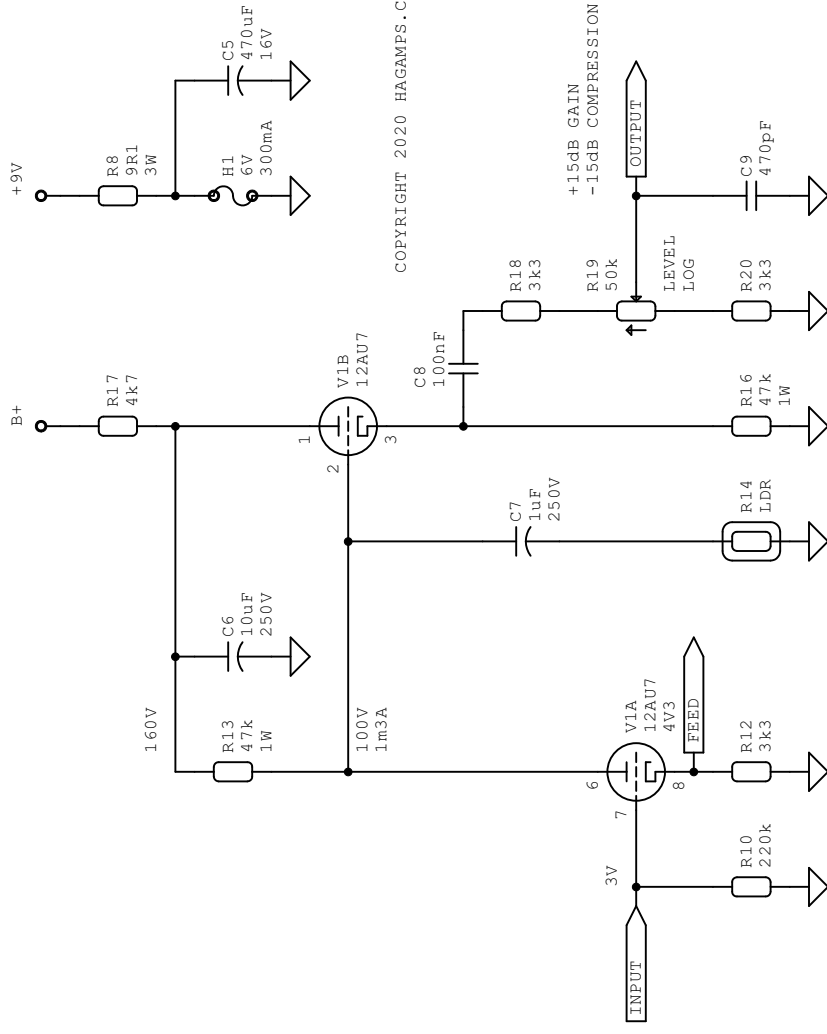 +9V
R8
9R1
3W
C5
470uF
16V
H1
6V
300mA
COPYRIGHT 2020 HAGAMPS.C
B+
R17
4k7
V1B
12AU7
1
2
3
C8
100nF
R18
3k3
+15dB GAIN
-15dB COMPRESSION
R19
50k
LEVEL
LOG
OUTPUT
C9
470pF
R20
3k3
R16
47k
1W
C6
10uF
250V
C7
1uF
250V
R14
LDR
160V
R13
47k
1W
100V
1m3A
V1A
12AU7
4V3
6
7
8
FEED
R12
3k3
3V
R10
220k
INPUT